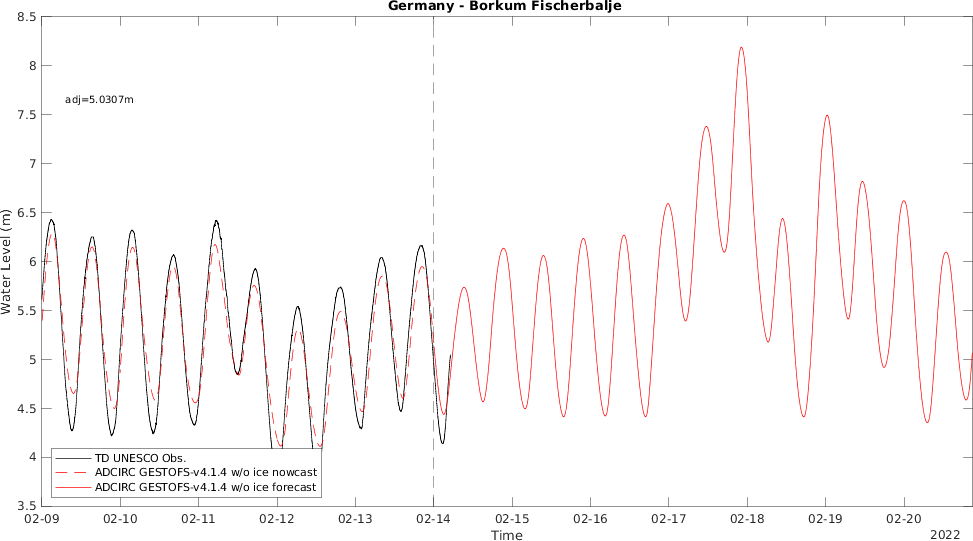 Germany - Borkum Fischerbalje
8.5
8
7.5
7
6.5
6
5.5
5
4.5
4
3.5
Water Level (m)
adj=5.0307m
TD UNESCO Obs.
ADCIRC GESTOFS-v4.1.4 w/o ice nowcast
ADCIRC GESTOFS-v4.1.4 w/o ice forecast
02-09 02-10 02-11 02-12 02-13 02-14 02-15 02-16 02-17 02-18 02-19 02-20
Time
2022